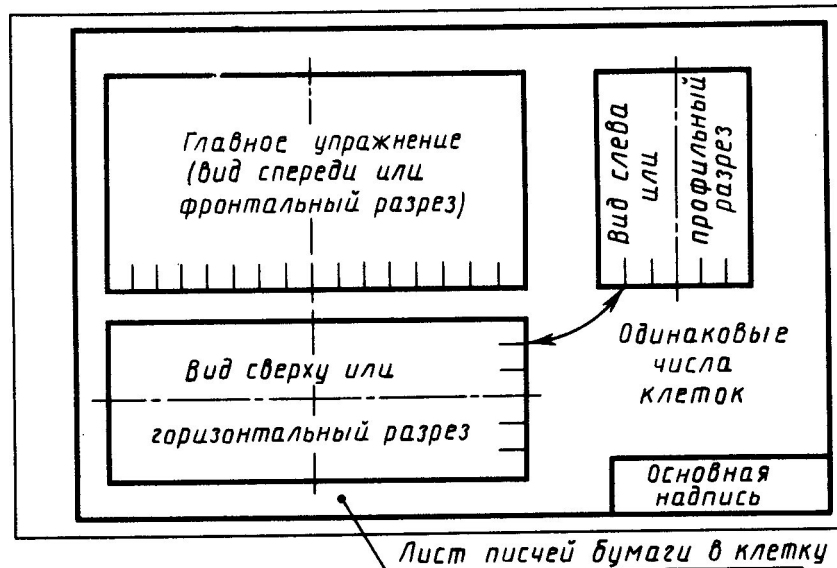 Главное упражнение
(вид спереди или
фронтальный разрез)
Вид слева
или
профильный
разрез
Вид сверху или
горизонтальный разрез
Одинаковые
числа
клеток
Основная
надпись
Лист писчей бумаги в клетку